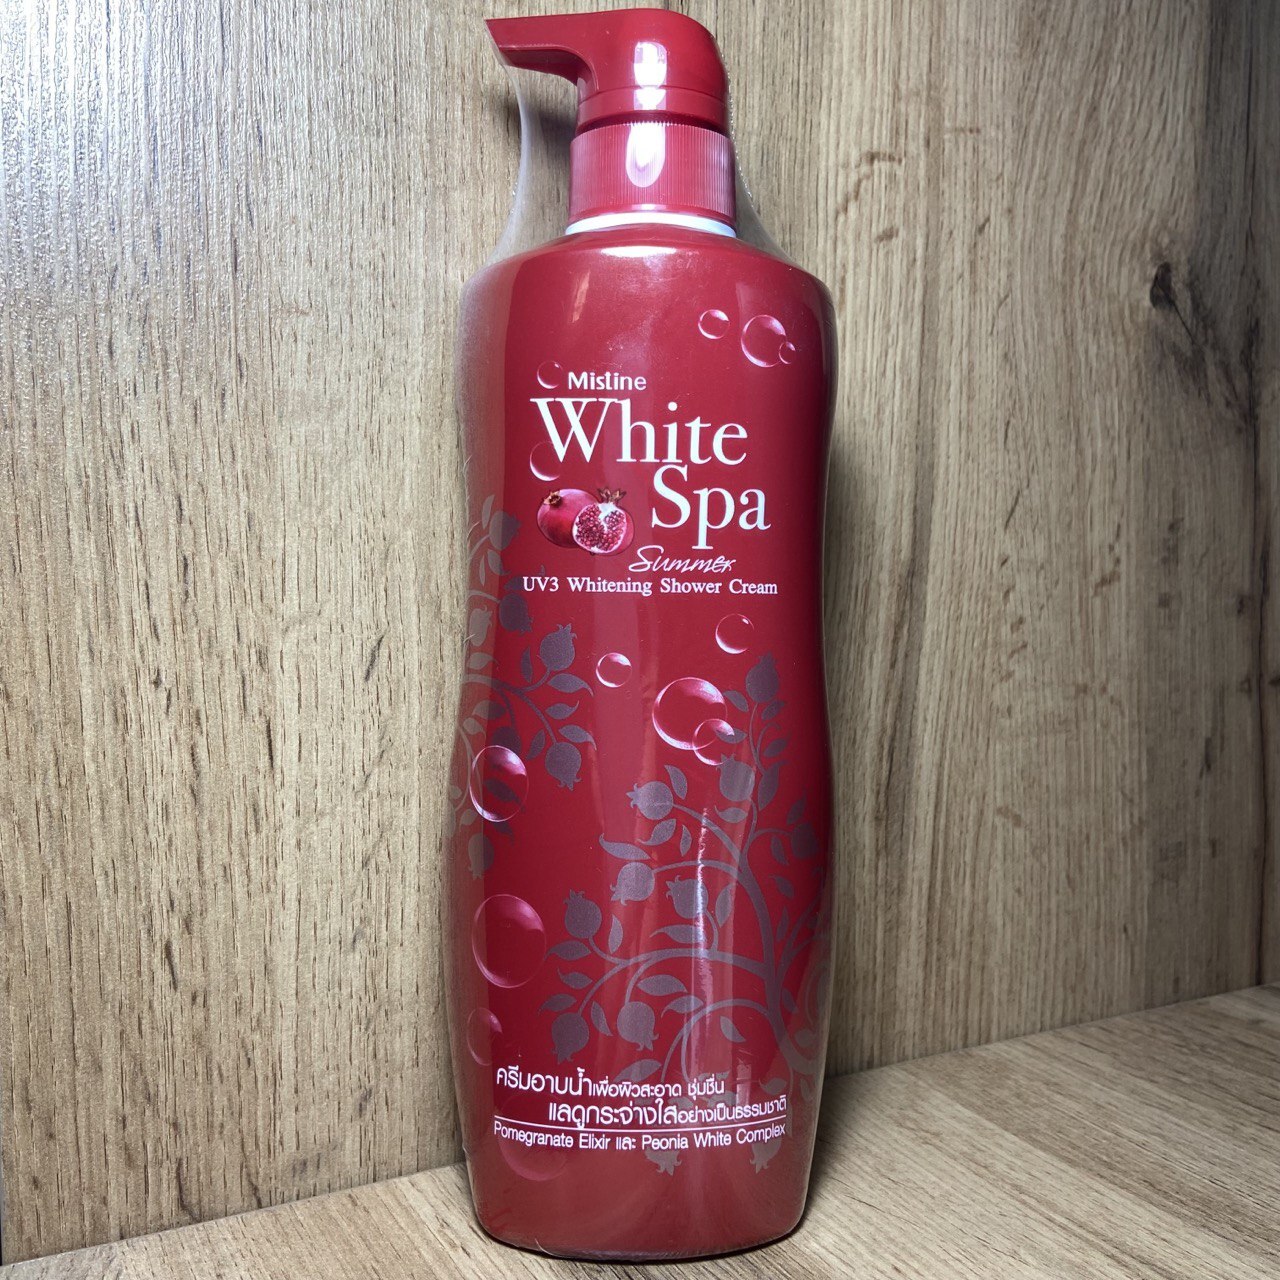 Mistine
White
Spa
Summer
UV3 Whitening Shower Cream
ครีมอาบน้ำเพื่อผิวสะอาด ชุ่มชื่น
แลดูกระจ่างใสอย่างเป็นธรรมชาติ
Pomegranate Elixir และ Peonia White Complex